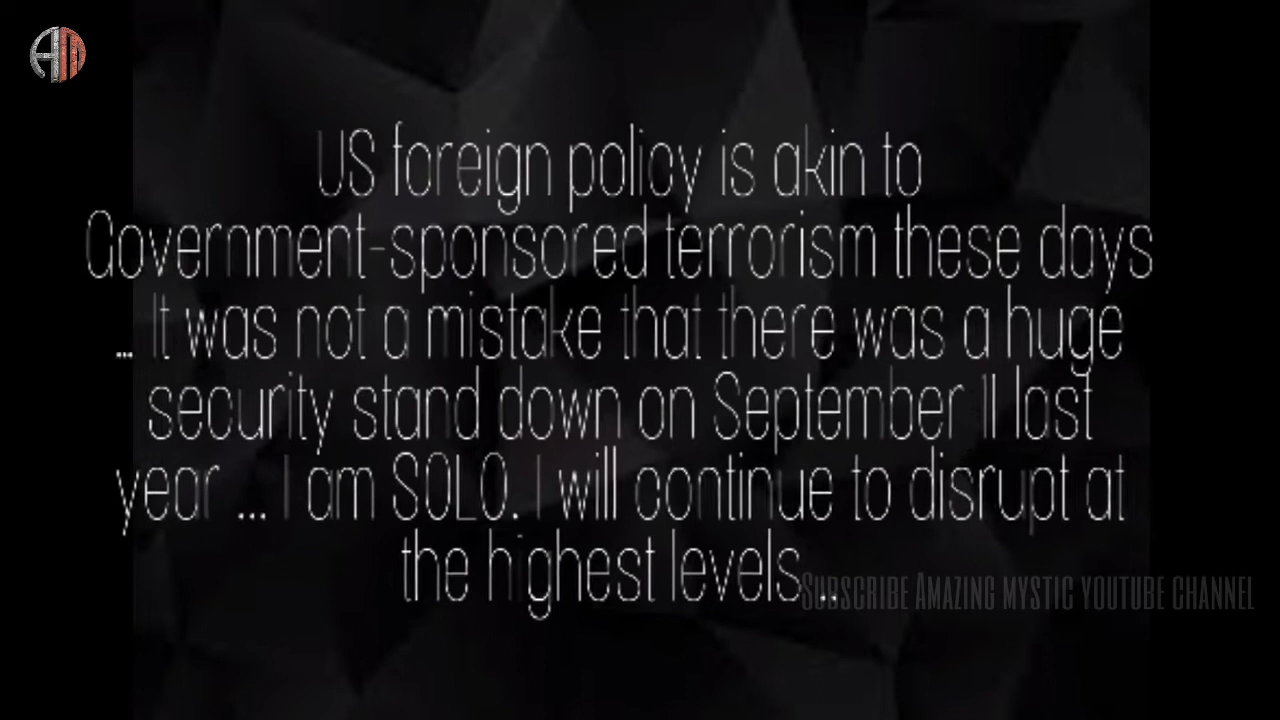 AM
US foreign policy is akin to
Government-sponsored terrorism these days
... It was not a mistake that there was a huge
security stand down on September 11 last
year ... I am SOLO. I will continue to disrupt at
the highest levels ..
Subscribe Amazing mystic youtube channel